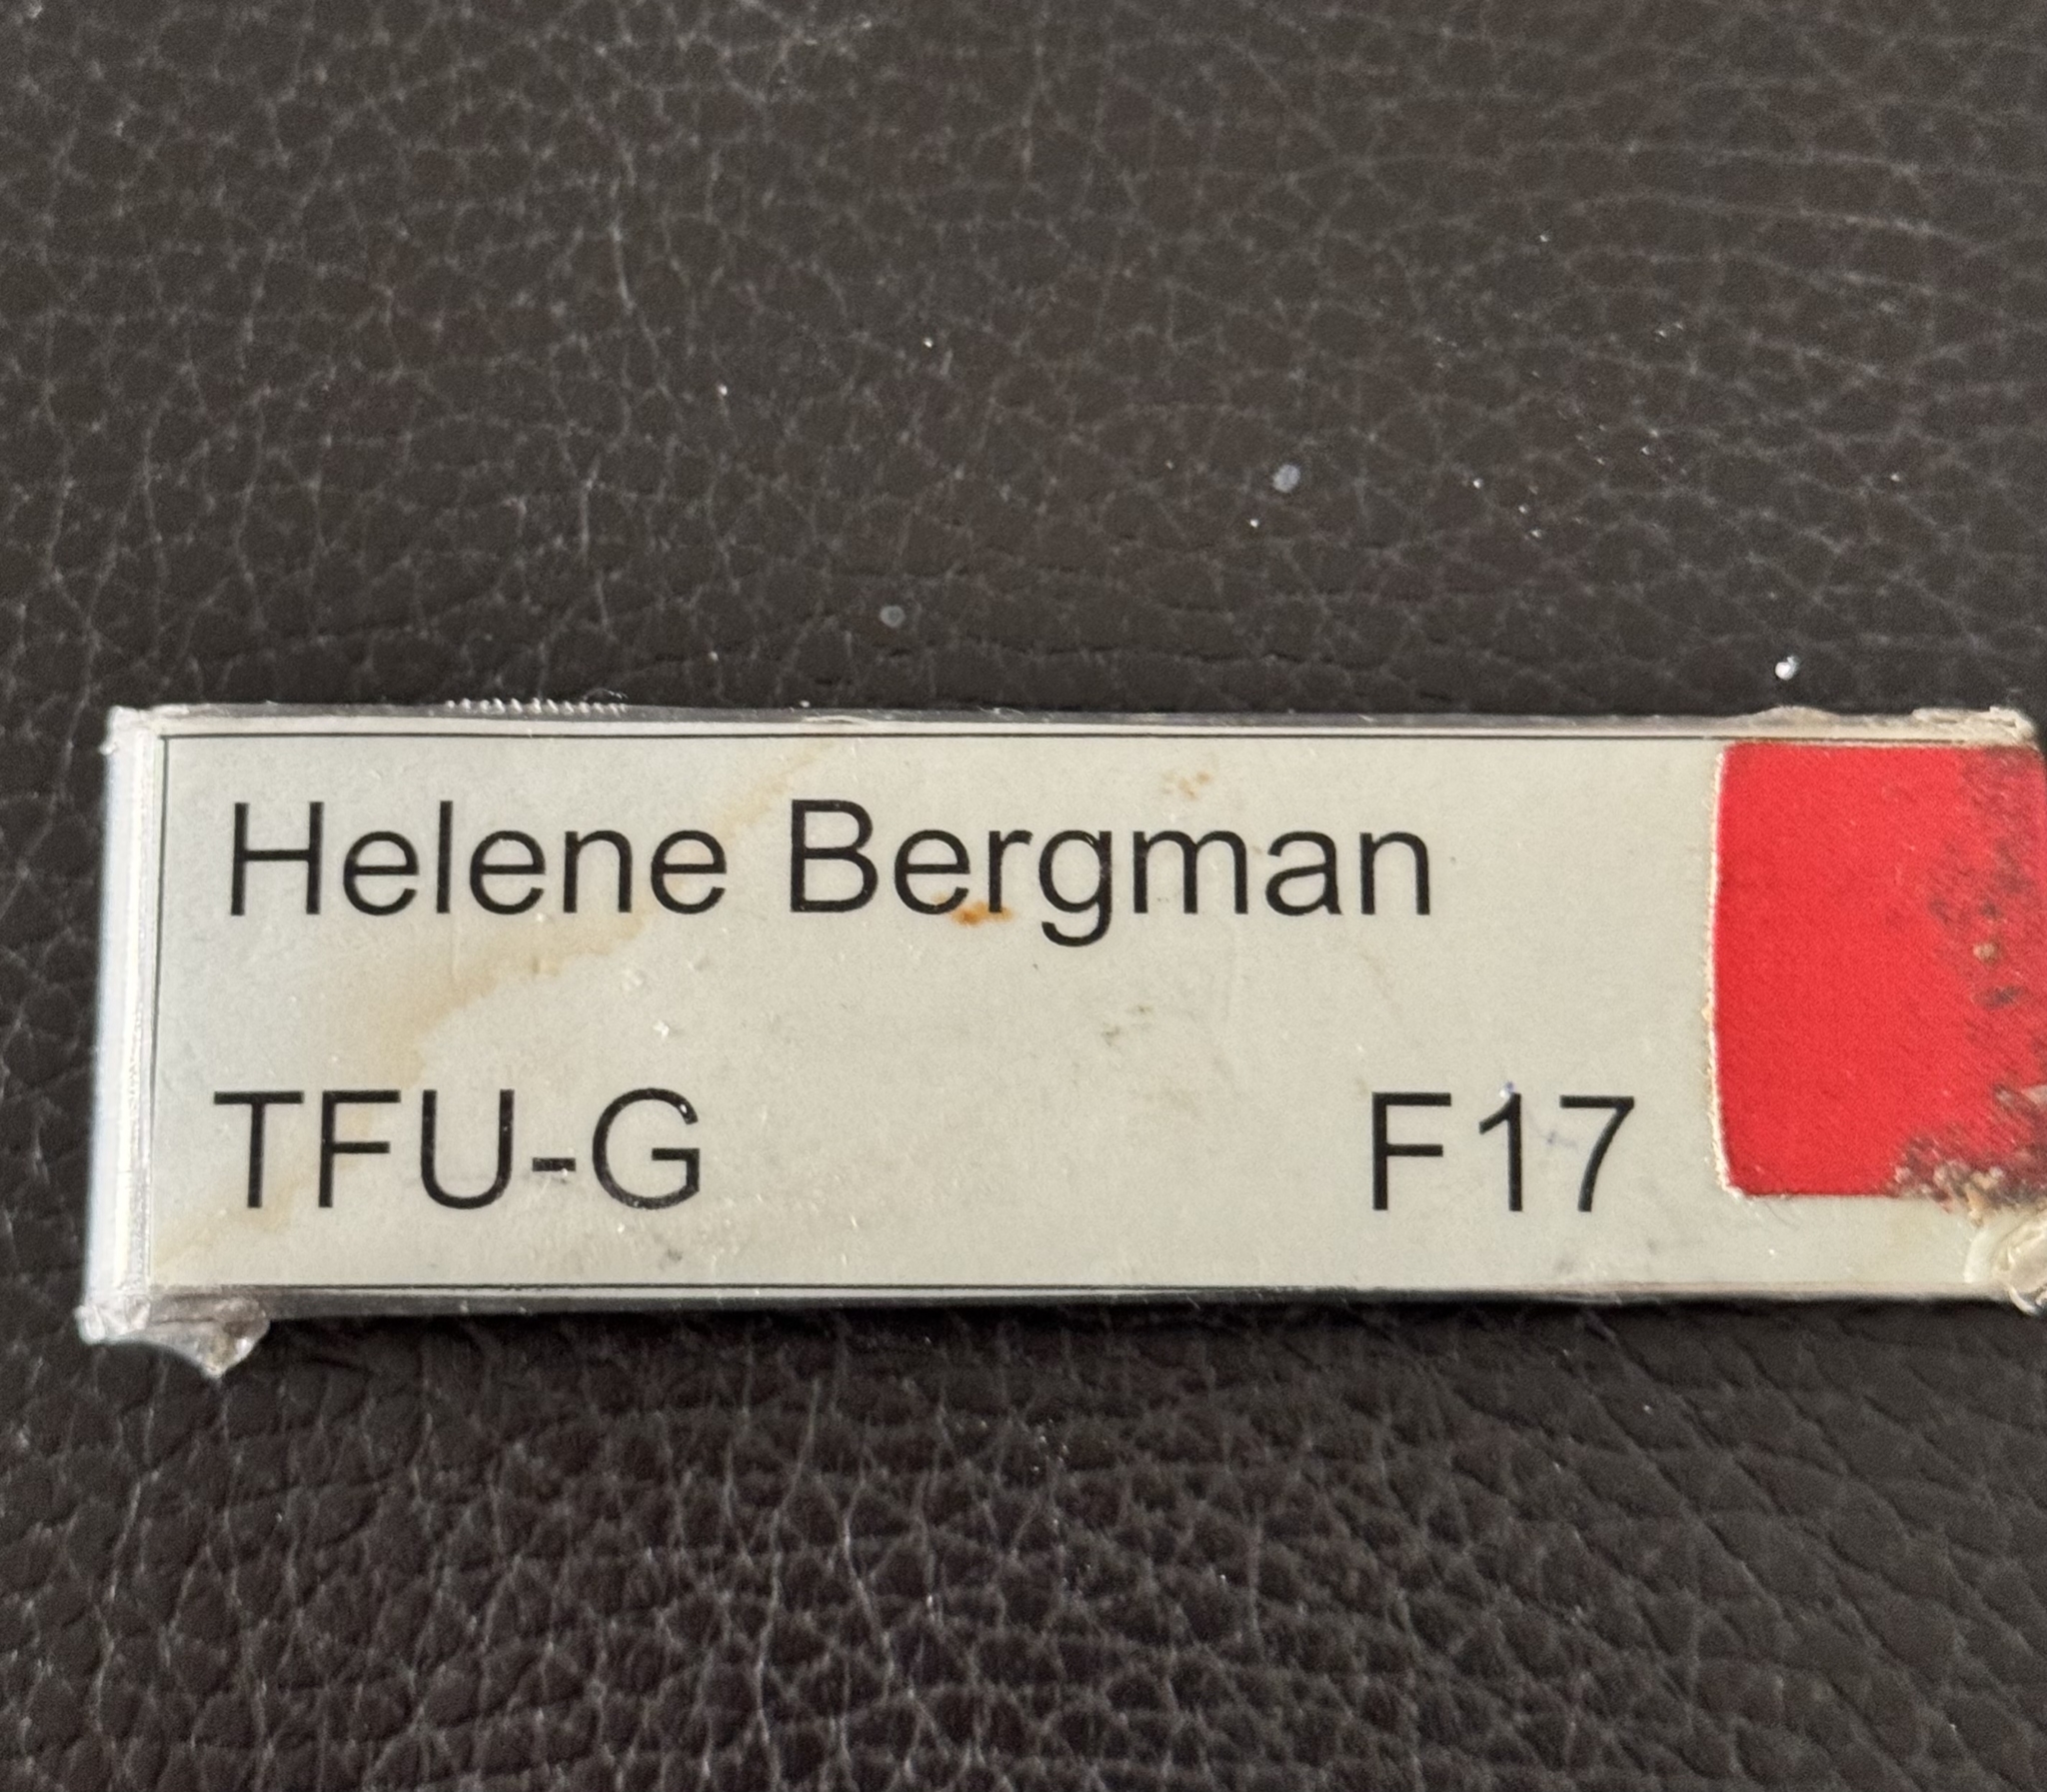 Helene Bergman
TFU-G F17